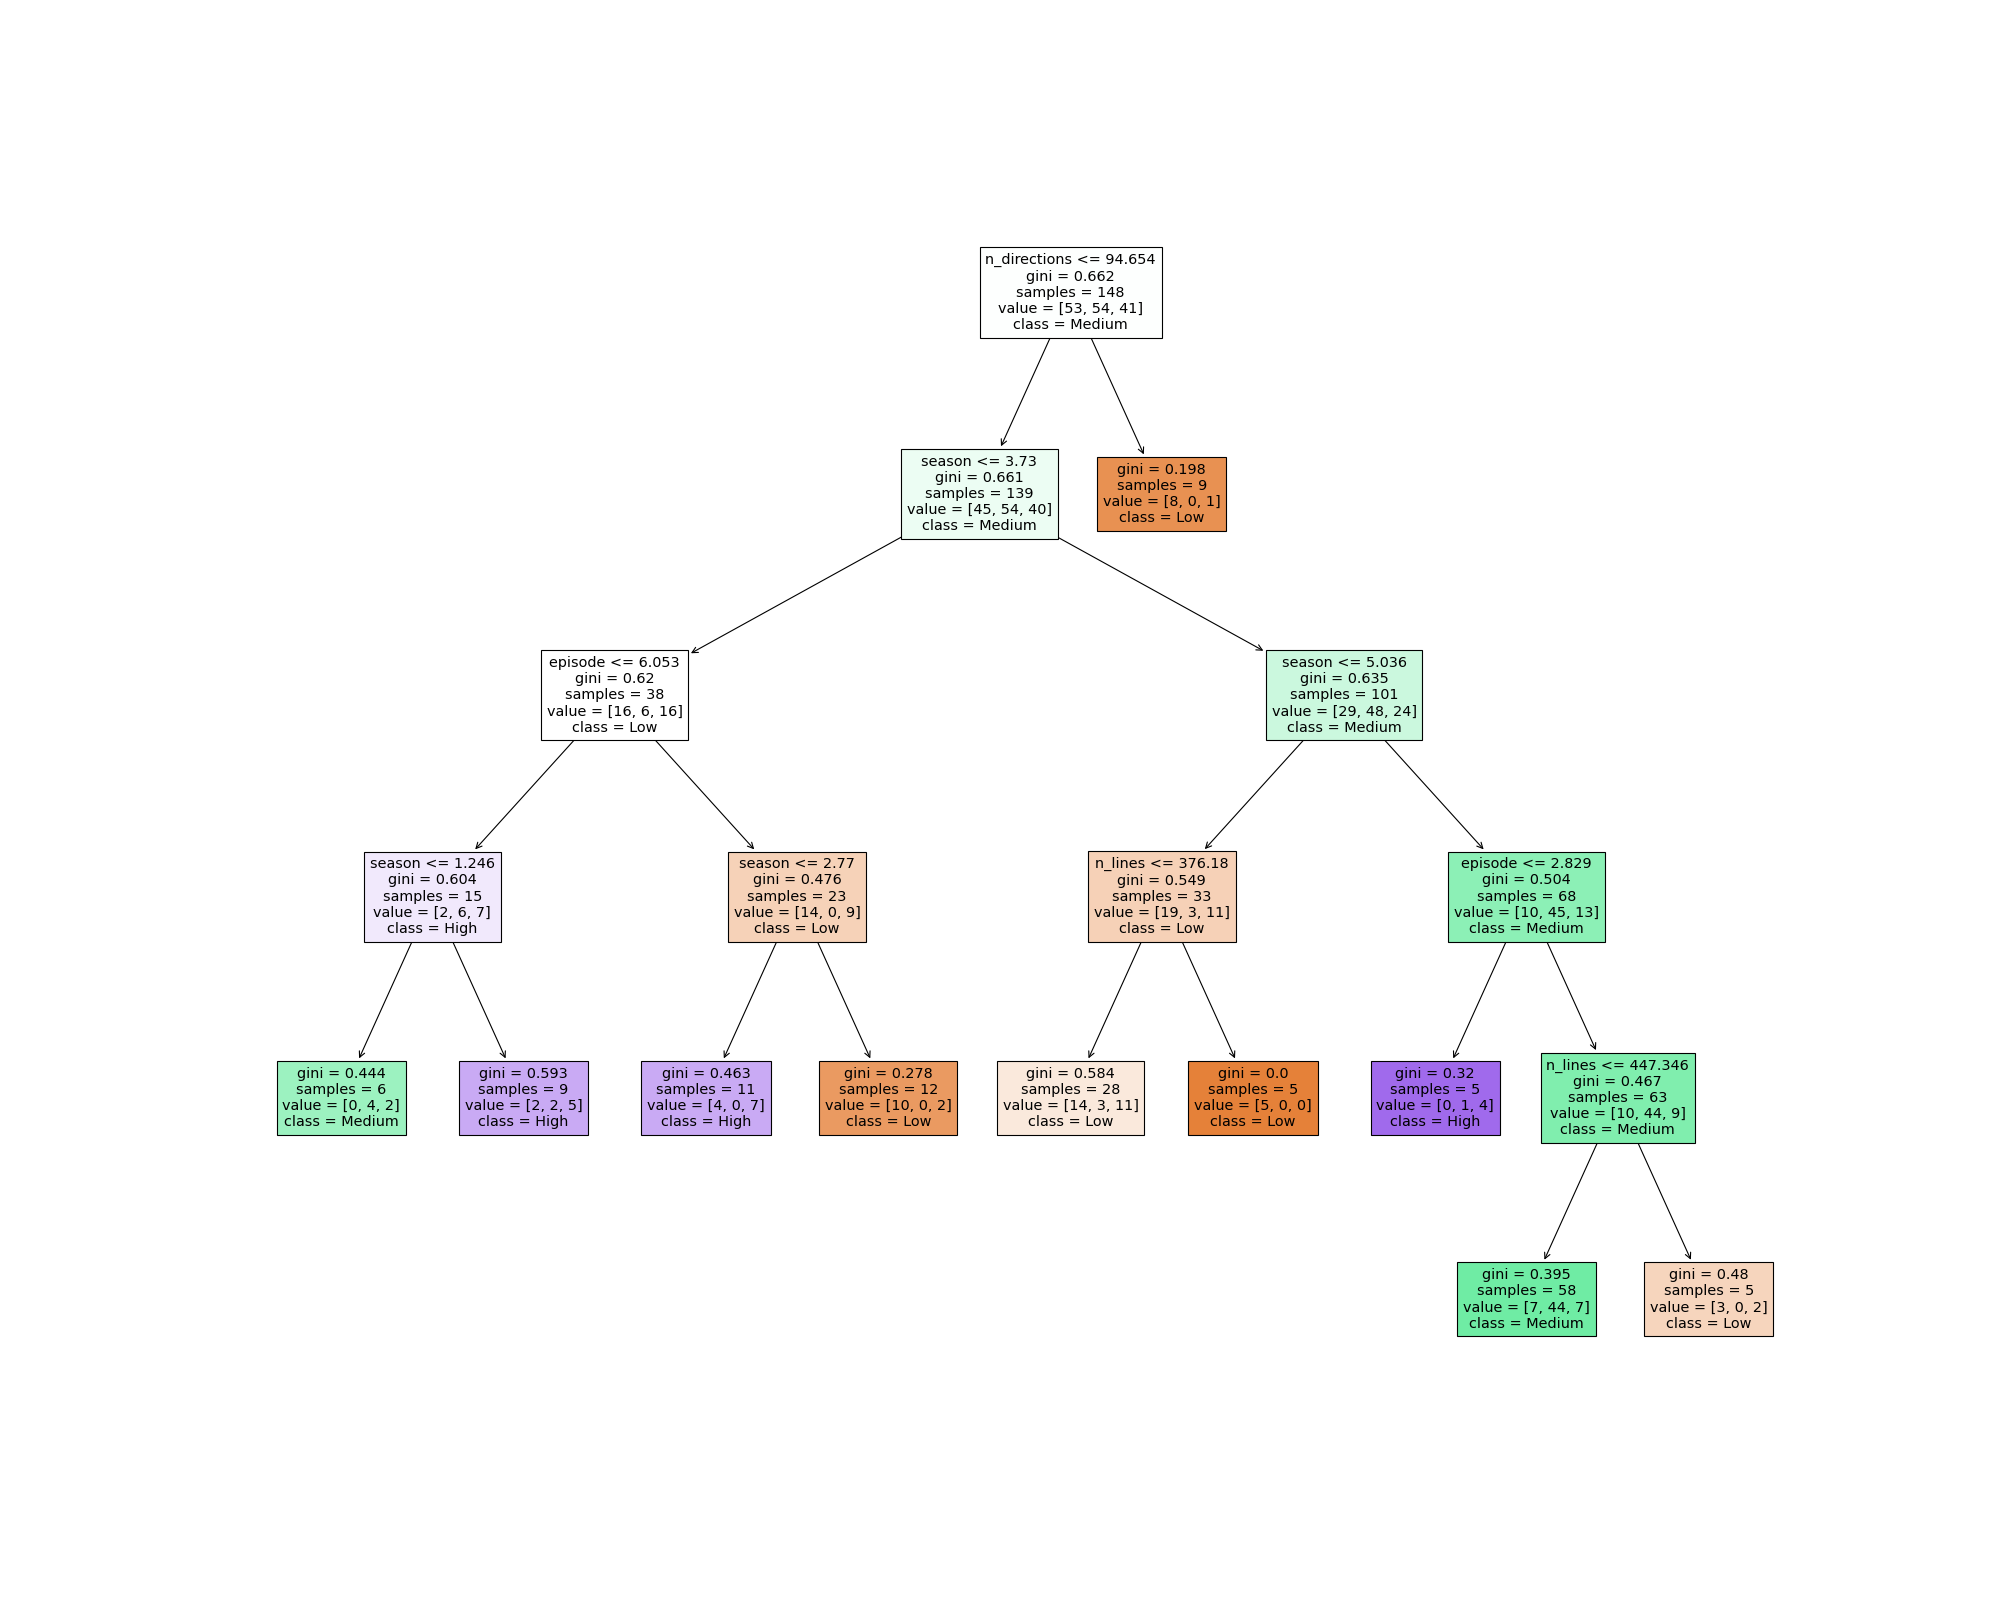 n_directions <= 94.654
gini = 0.662
samples = 148
value = [53, 54, 41]
class = Medium
season <= 3.73
gini = 0.661
samples = 139
value = [45, 54, 40]
class = Medium
gini = 0.198
samples = 9
value = [8, 0, 1]
class = Low
episode <= 6.053
gini = 0.62
samples = 38
value = [16, 6, 16]
class = Low
season <= 5.036
gini = 0.635
samples = 101
value = [29, 48, 24]
class = Medium
season <= 1.246
gini = 0.604
samples = 15
value = [2, 6, 7]
class = High
season <= 2.77
gini = 0.476
samples = 23
value = [14, 0, 9]
class = Low
n_lines <= 376.18
gini = 0.549
samples = 33
value = [19, 3, 11]
class = Low
episode <= 2.829
gini = 0.504
samples = 68
value = [10, 45, 13]
class = Medium
gini = 0.444
samples = 6
value = [0, 4, 2]
class = Medium
gini = 0.593
samples = 9
value = [2, 2, 5]
class = High
gini = 0.463
samples = 11
value = [4, 0, 7]
class = High
gini = 0.278
samples = 12
value = [10, 0, 2]
class = Low
gini = 0.584
samples = 28
value = [14, 3, 11]
class = Low
gini = 0.0
samples = 5
value = [5, 0, 0]
class = Low
gini = 0.32
samples = 5
value = [0, 1, 4]
class = High
n_lines <= 447.346
gini = 0.467
samples = 63
value = [10, 44, 9]
class = Medium
gini = 0.395
samples = 58
value = [7, 44, 7]
class = Medium
gini = 0.48
samples = 5
value = [3, 0, 2]
class = Low